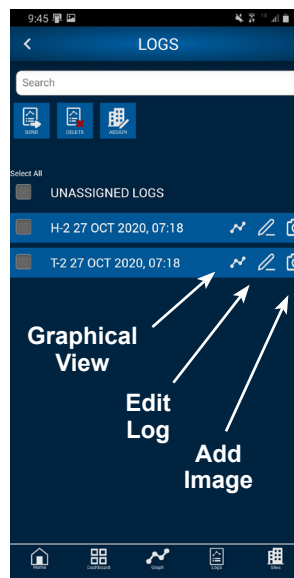 9:45
LOGS
Search
SEND DELETE ASSIGN
Select All
UNASSIGNED LOGS
H-2 27 OCT 2020, 07:18
T-2 27 OCT 2020, 07:18
Graphical
View
Edit
Log
Add
Image
Home Dashboard Graph Logs Sites